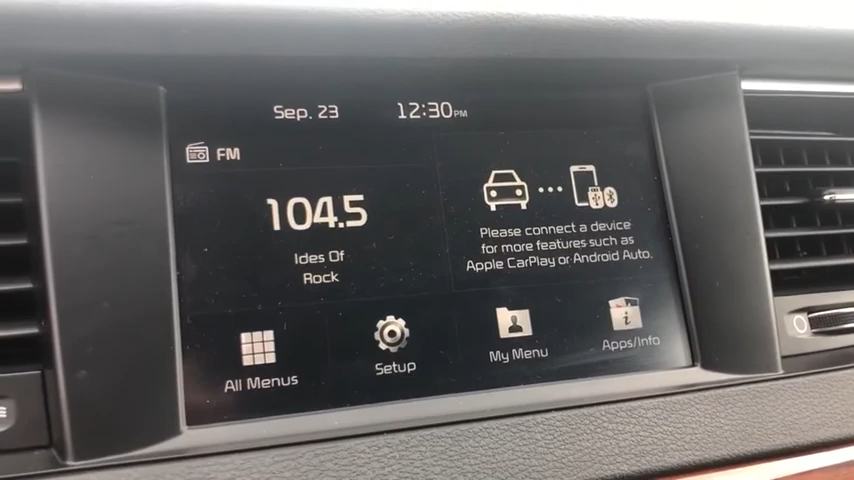 Sep. 23
12:30PM
FM
104.5
Ides Of
Rock
Please connect a device
for more features such as
Apple CarPlay or Android Auto.
All Menus
Setup
My Menu
Apps/Info